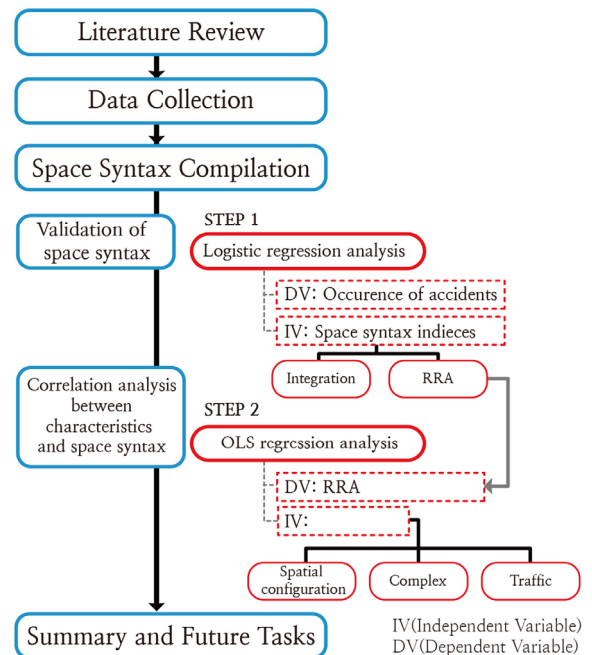 Literature Review
Data Collection
Space Syntax Compilation
Validation of
space syntax
STEP 1
Logistic regression analysis
DV: Occurence of accidents
IV: Space syntax indieces
Integration
RRA
Correlation analysis
between
characteristics
and space syntax
STEP 2
OLS regression analysis
DV: RRA
IV:
Spatial
configuration
Complex
Traffic
Summary and Future Tasks
IV(Independent Variable)
DV(Dependent Variable)